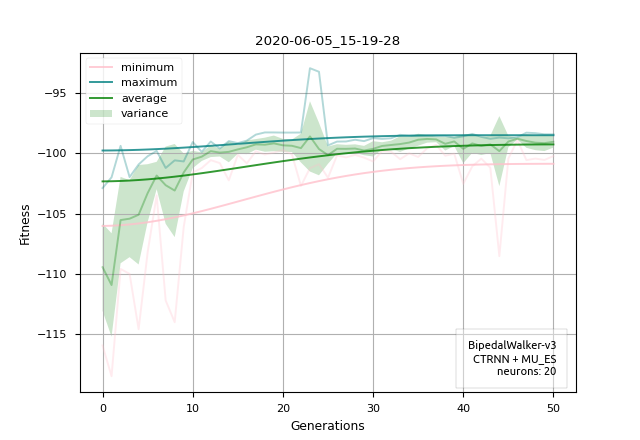 2020-06-05_15-19-28
minimum
maximum
average
variance
Fitness
−95
−100
−105
−110
−115
BipedalWalker-v3
CTRNN + MU_ES
neurons: 20
0 10 20 30 40 50
Generations